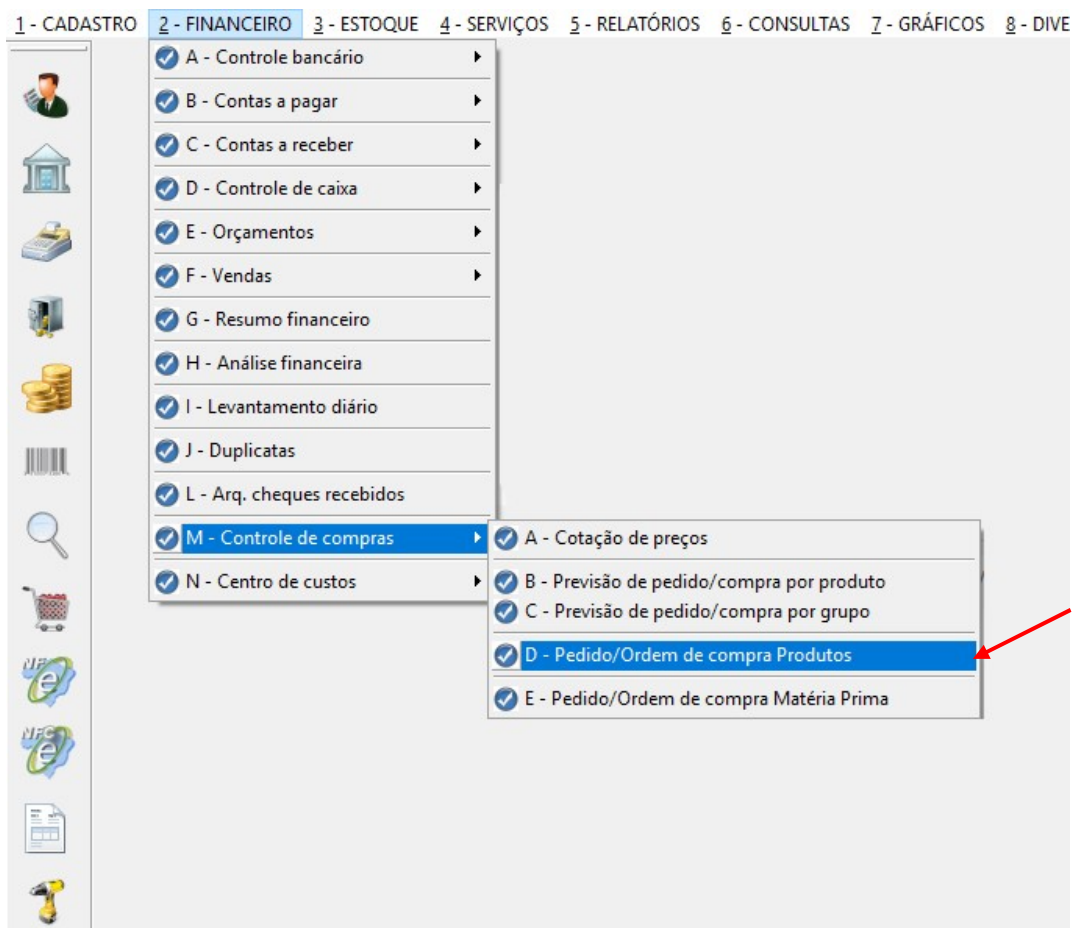 1 - CADASTRO 2 - FINANCEIRO 3 - ESTOQUE 4 - SERVIÇOS 5 - RELATÓRIOS 6 - CONSULTAS 7 - GRÁFICOS 8 - DIVE
A - Controle bancário
B - Contas a pagar
C - Contas a receber
D - Controle de caixa
E - Orçamentos
F - Vendas
G - Resumo financeiro
H - Análise financeira
I - Levantamento diário
J - Duplicatas
L - Arq. cheques recebidos
M - Controle de compras
N - Centro de custos
A - Cotação de preços
B - Previsão de pedido/compra por produto
C - Previsão de pedido/compra por grupo
D - Pedido/Ordem de compra Produtos
E - Pedido/Ordem de compra Matéria Prima
NF
e
NFC
e